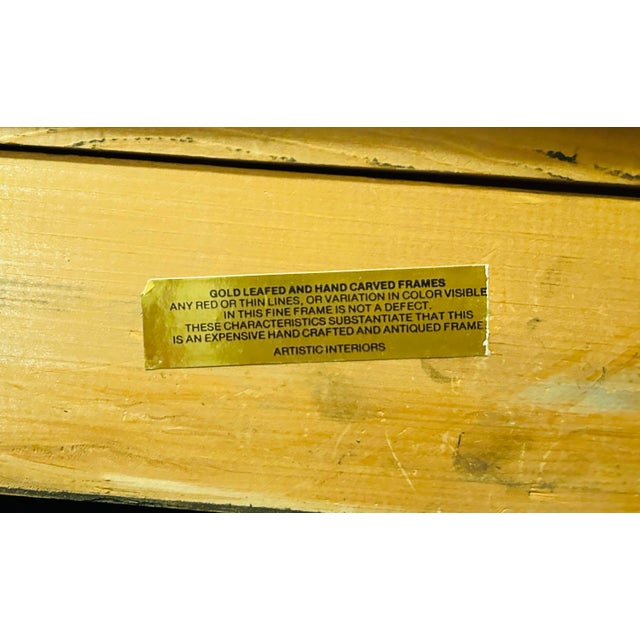 GOLD LEAFED AND HAND CARVED FRAMES
ANY RED OR THIN LINES, OR VARIATION IN COLOR VISIBLE
IN THIS FINE FRAME IS NOT A DEFECT.
THESE CHARACTERISTICS SUBSTANTIATE THAT THIS
IS AN EXPENSIVE HAND CRAFTED AND ANTIQUED FRAME
ARTISTIC INTERIORS